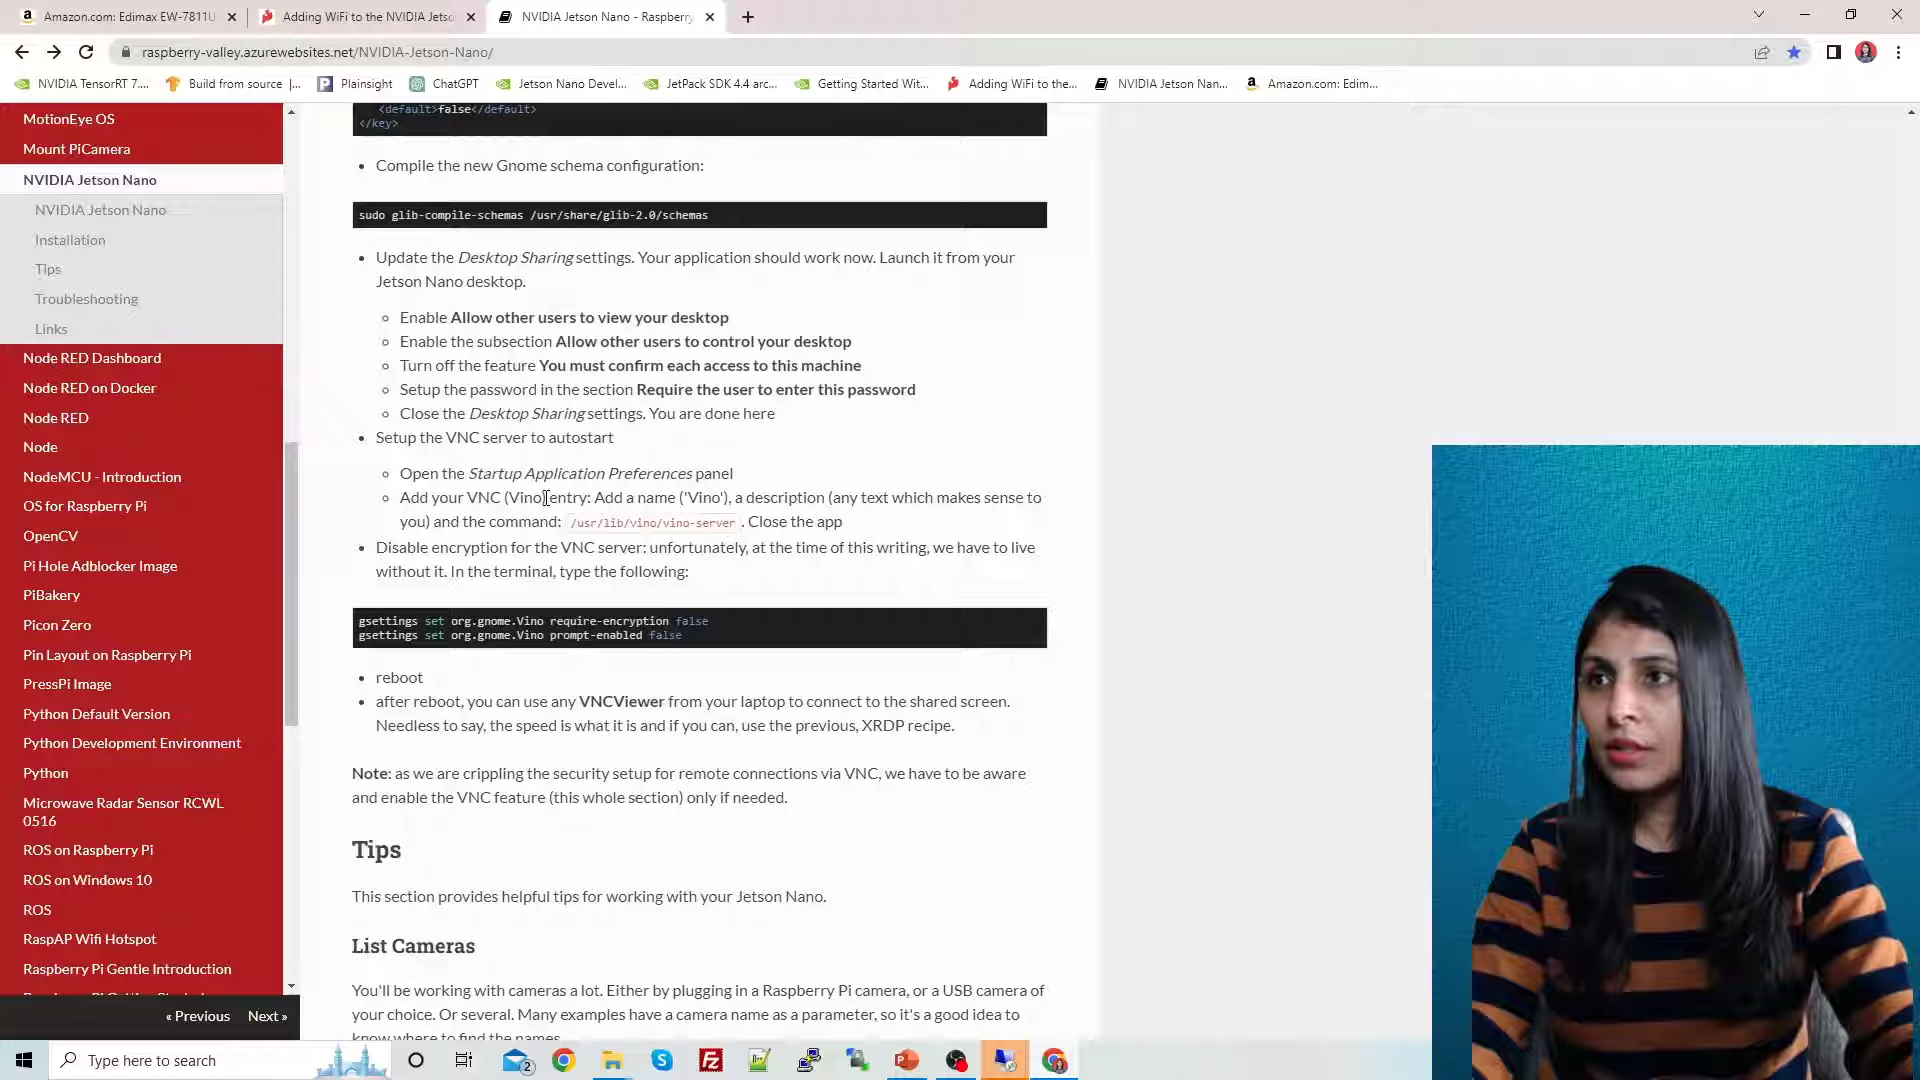 Amazon.com: Edimax EW-7811U
Adding WiFi to the NVIDIA Jetso
NVIDIA Jetson Nano - Raspberry
raspberry-valley.azurewebsites.net/NVIDIA-Jetson-Nano/
NVIDIA TensorRT 7....
Build from source |...
Plainsight
ChatGPT
Jetson Nano Devel...
JetPack SDK 4.4 arc...
Getting Started Wit...
Adding WiFi to the...
NVIDIA Jetson Nan...
Amazon.com: Edim...
MotionEye OS
Mount PiCamera
NVIDIA Jetson Nano
NVIDIA Jetson Nano
Installation
Tips
Troubleshooting
Links
Node RED Dashboard
Node RED on Docker
Node RED
Node
NodeMCU - Introduction
OS for Raspberry Pi
OpenCV
Pi Hole Adblocker Image
PiBakery
Picon Zero
Pin Layout on Raspberry Pi
PressPi Image
Python Default Version
Python Development Environment
Python
Microwave Radar Sensor RCWL
0516
ROS on Raspberry Pi
ROS on Windows 10
ROS
RaspAP Wifi Hotspot
Raspberry Pi Gentle Introduction
« Previous
Next »
<default>false</default>
</key>
Compile the new Gnome schema configuration:
sudo glib-compile-schemas /usr/share/glib-2.0/schemas
Update the Desktop Sharing settings. Your application should work now. Launch it from your
Jetson Nano desktop.
Enable Allow other users to view your desktop
Enable the subsection Allow other users to control your desktop
Turn off the feature You must confirm each access to this machine
Setup the password in the section Require the user to enter this password
Close the Desktop Sharing settings. You are done here
Setup the VNC server to autostart
Open the Startup Application Preferences panel
Add your VNC (Vino) entry: Add a name ('Vino'), a description (any text which makes sense to
you) and the command: /usr/lib/vino/vino-server . Close the app
Disable encryption for the VNC server: unfortunately, at the time of this writing, we have to live
without it. In the terminal, type the following:
gsettings set org.gnome.Vino require-encryption false
gsettings set org.gnome.Vino prompt-enabled false
reboot
after reboot, you can use any VNCViewer from your laptop to connect to the shared screen.
Needless to say, the speed is what it is and if you can, use the previous, XRDP recipe.
Note: as we are crippling the security setup for remote connections via VNC, we have to be aware
and enable the VNC feature (this whole section) only if needed.
Tips
This section provides helpful tips for working with your Jetson Nano.
List Cameras
You'll be working with cameras a lot. Either by plugging in a Raspberry Pi camera, or a USB camera of
your choice. Or several. Many examples have a camera name as a parameter, so it's a good idea to
know where to find the names.
Type here to search
2